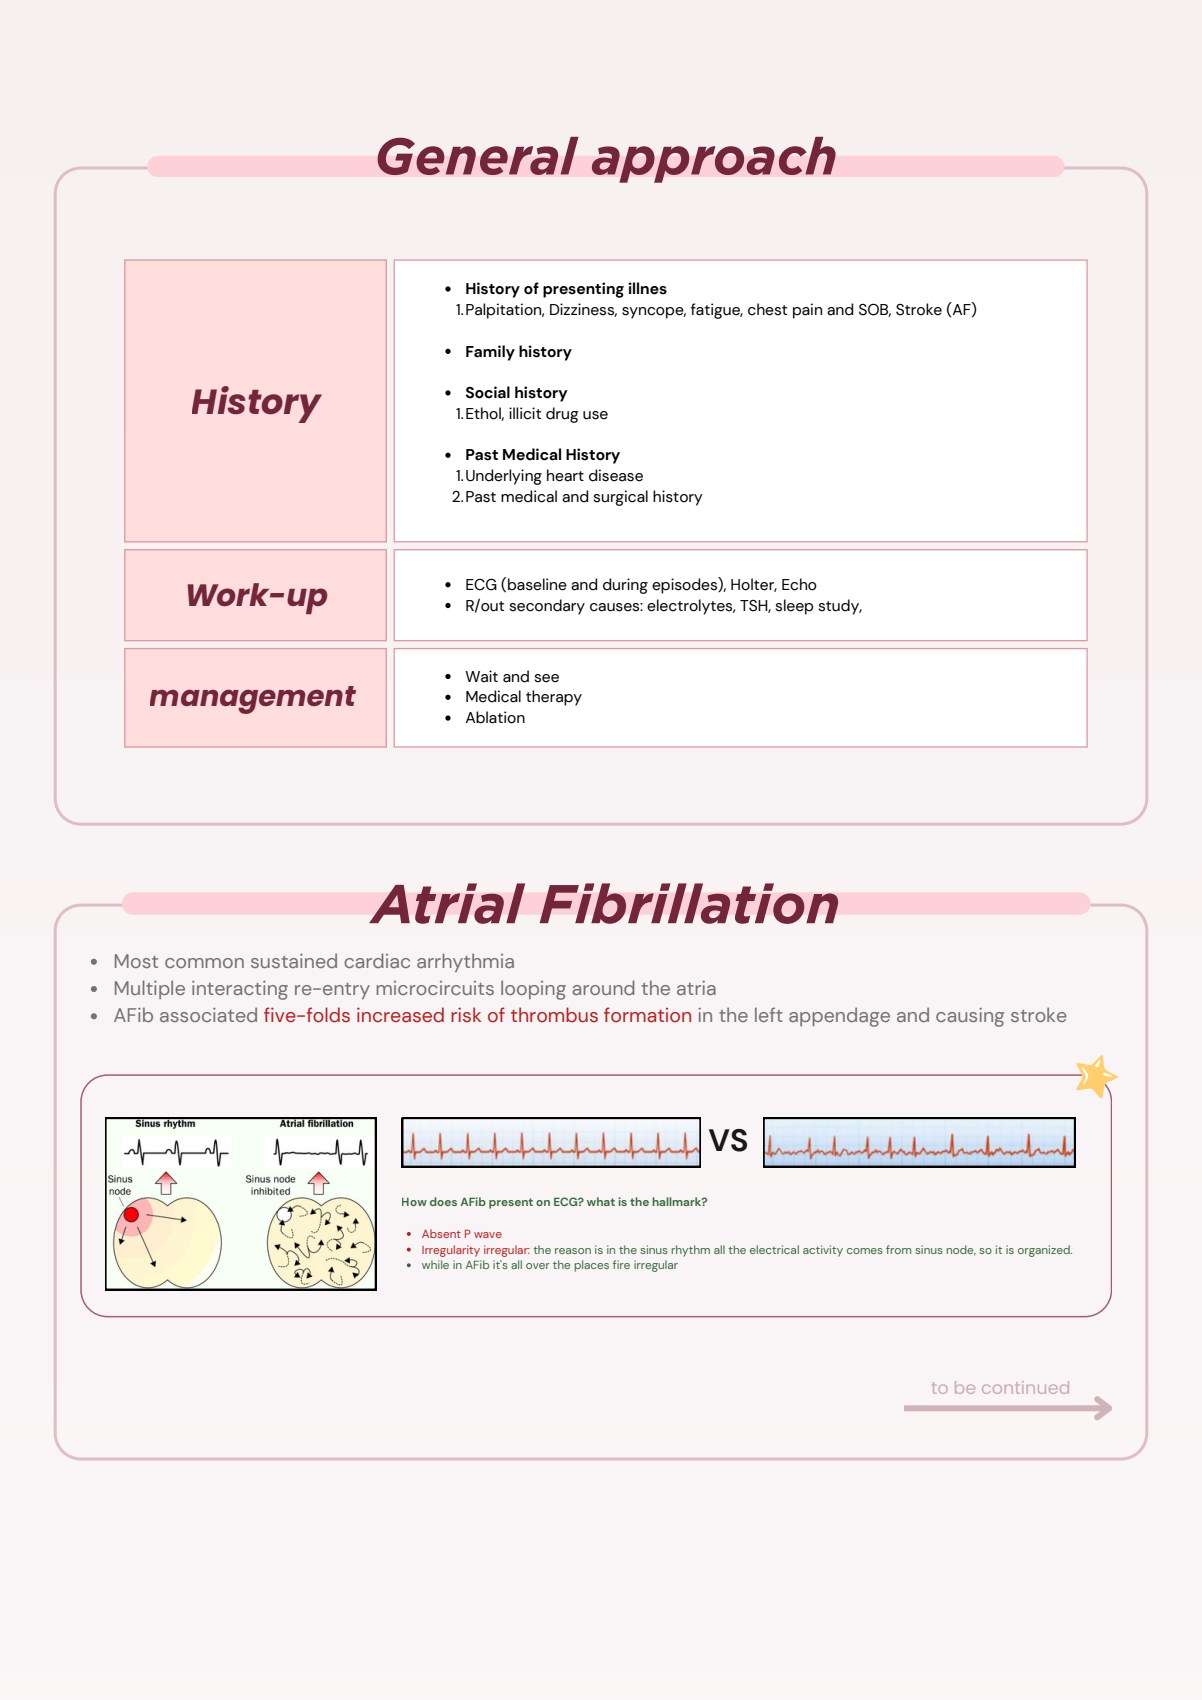 General approach
History
• History of presenting illnes
1. Palpitation, Dizziness, syncope, fatigue, chest pain and SOB, Stroke (AF)
• Family history
• Social history
1. Ethol, illicit drug use
• Past Medical History
1. Underlying heart disease
2. Past medical and surgical history
Work-up
• ECG (baseline and during episodes), Holter, Echo
• R/out secondary causes: electrolytes, TSH, sleep study,
management
• Wait and see
• Medical therapy
• Ablation
Atrial Fibrillation
• Most common sustained cardiac arrhythmia
• Multiple interacting re-entry microcircuits looping around the atria
• AFib associated five-folds increased risk of thrombus formation in the left appendage and causing stroke
Sinus rhythm
Atrial fibrillation
Sinus
node
Sinus node
inhibited
VS
How does AFib present on ECG? what is the hallmark?
• Absent P wave
• Irregularity irregular: the reason is in the sinus rhythm all the electrical activity comes from sinus node, so it is organized.
• while in AFib it's all over the places fire irregular
to be continued